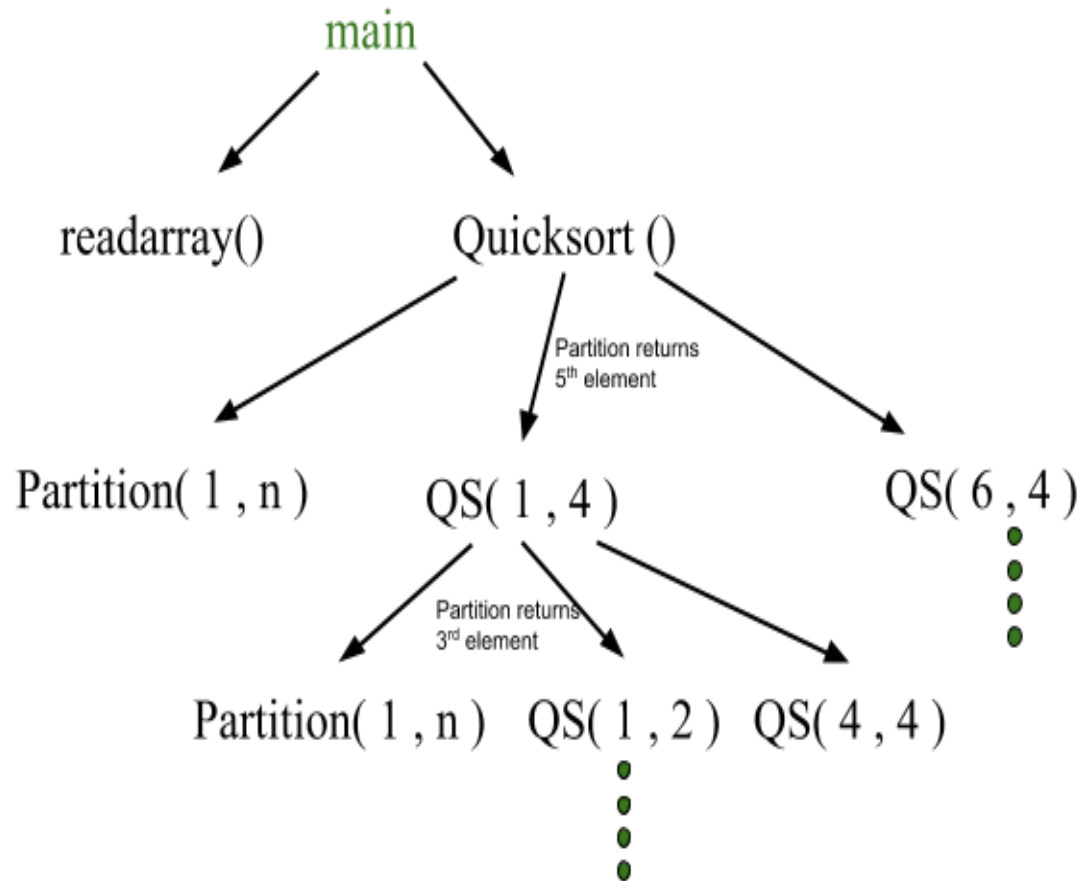 main
readarray()
Quicksort ()
Partition returns
5th element
Partition( 1 , n )
QS( 1 , 4 )
QS( 6 , 4 )
Partition returns
3rd element
Partition( 1 , n )
QS( 1 , 2 )
QS( 4 , 4 )